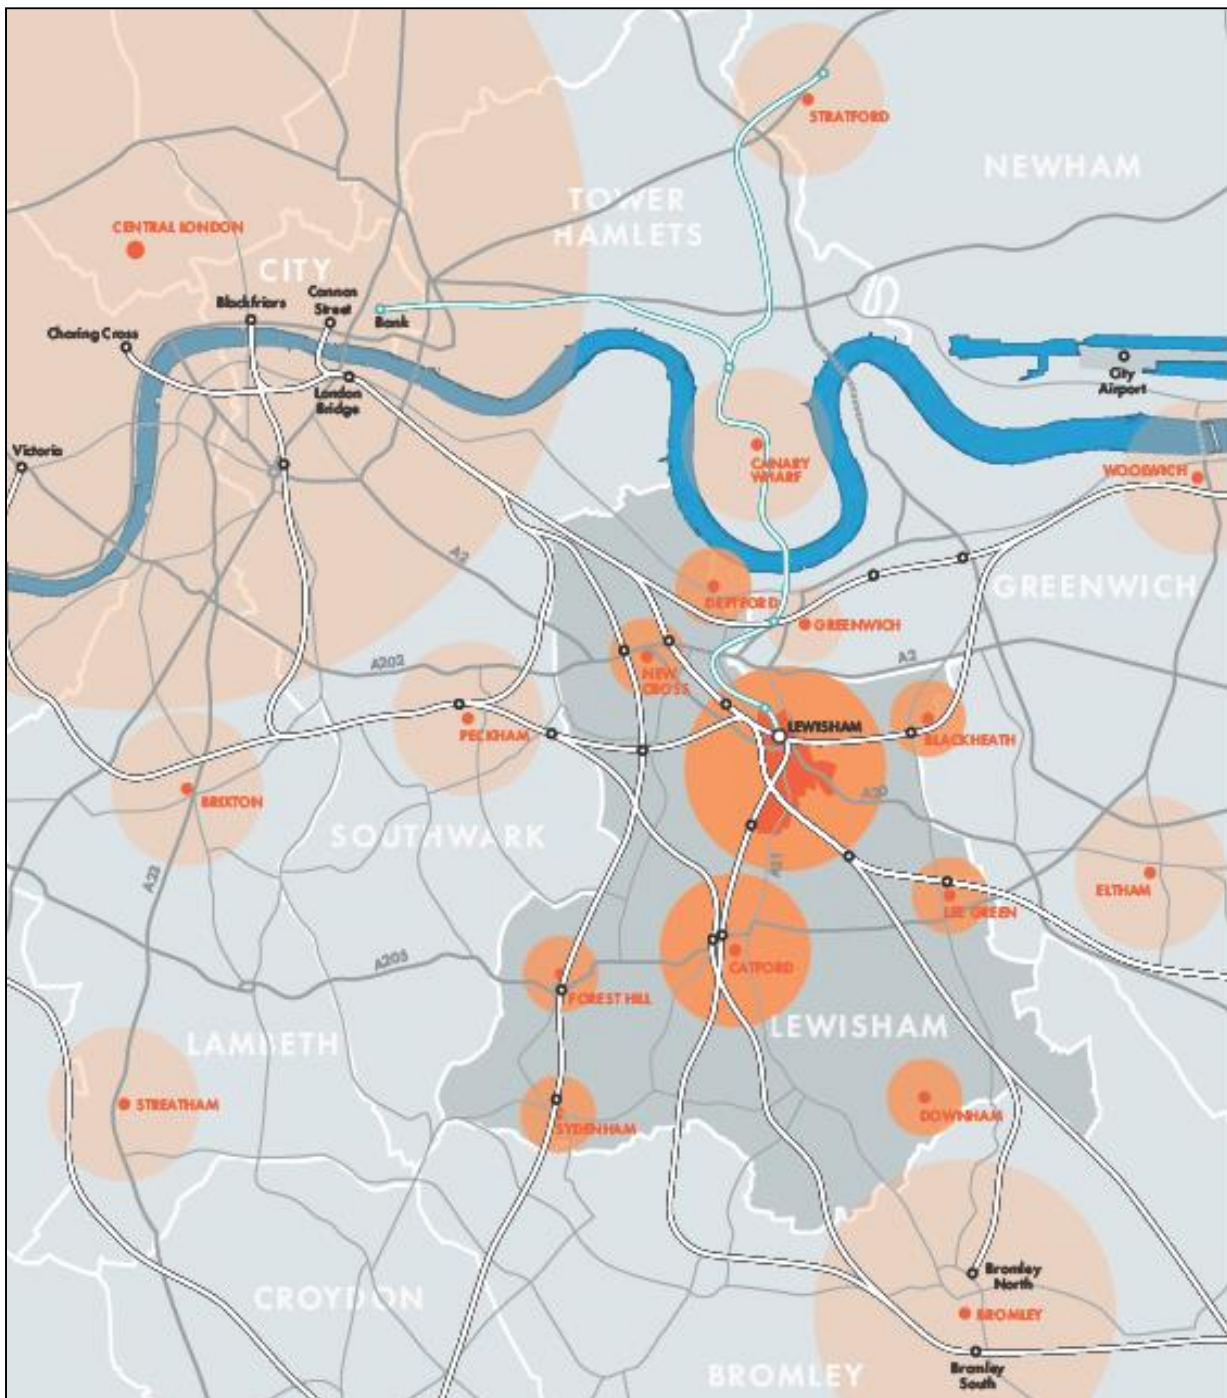 STRATFORD
NEWHAM
TOWER
HAMLETS
CENTRAL LONDON
CITY
Blackfriars
Cannon
Street
Bank
Charing Cross
London
Bridge
City
Airport
Victoria
CANARY
WHARF
WOOLWICH
A2
GREENWICH
DEPTFORD
GREENWICH
A202
A2
NEW
CROSS
LEWISHAM
PECKHAM
BLACKHEATH
BRIXTON
A20
SOUTHWARK
A21
A23
ELTHAM
LEE GREEN
A205
CATFORD
FOREST HILL
LEWISHAM
LAMBETH
STREATHAM
DOWNHAM
SYDENHAM
Bromley
North
CROYDON
BROMLEY
BROMLEY
Bromley
South